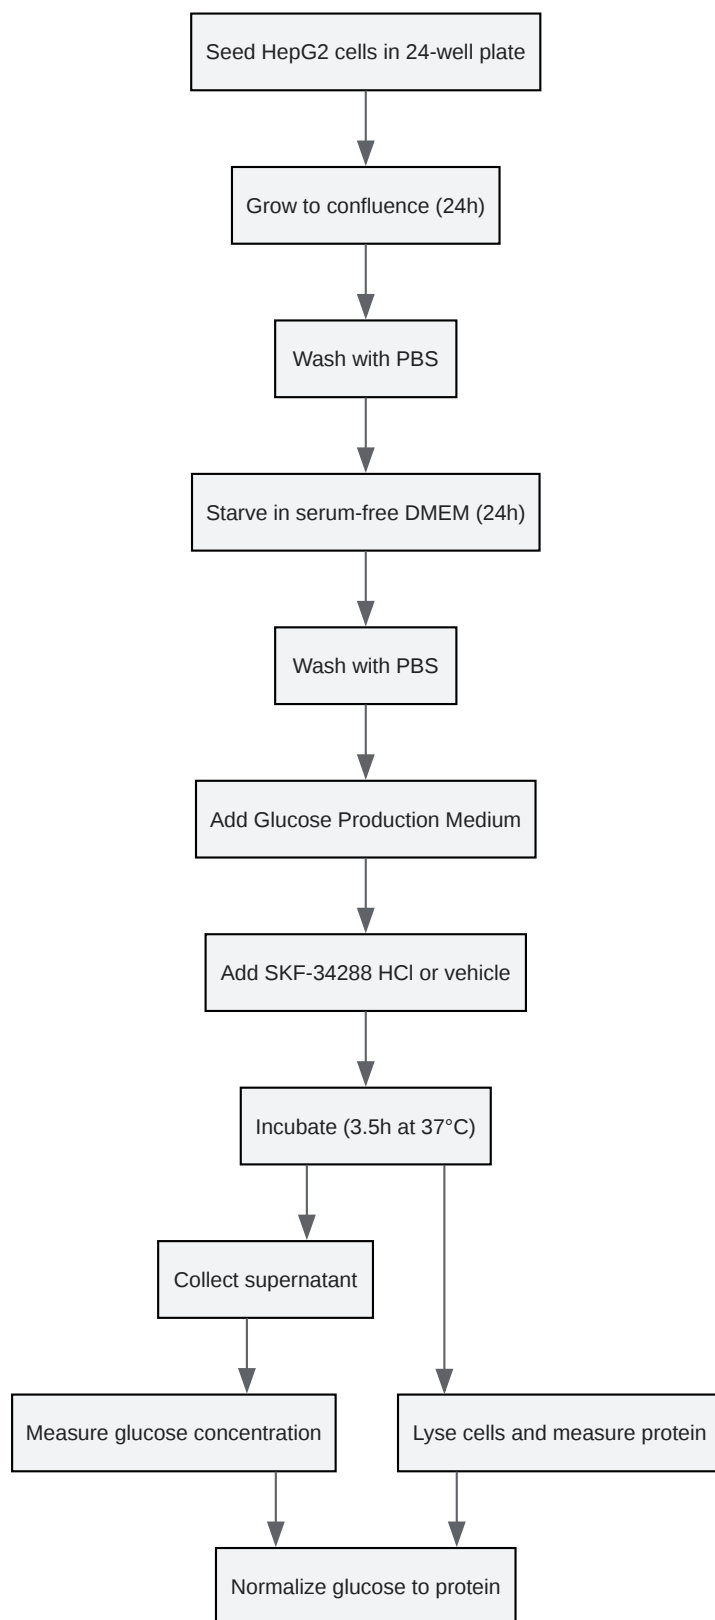 Seed HepG2 cells in 24-well plate
Grow to confluence (24h)
Wash with PBS
Starve in serum-free DMEM (24h)
Wash with PBS
Add Glucose Production Medium
Add SKF-34288 HCl or vehicle
Incubate (3.5h at 37°C)
Collect supernatant
Measure glucose concentration
Lyse cells and measure protein
Normalize glucose to protein